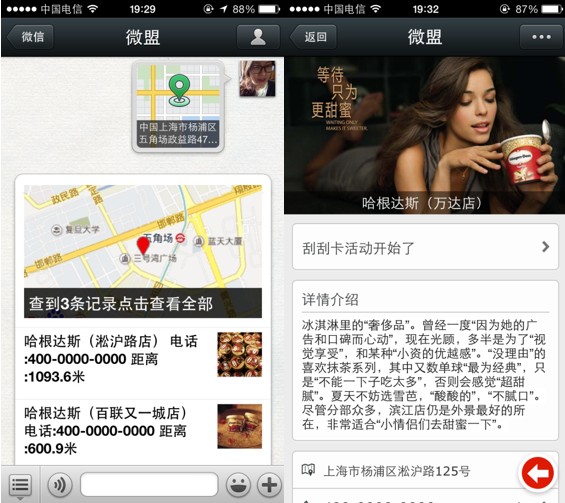 中国电信
19:29
88%
微信
微盟
中国上海市杨浦区
五角场政益路47...
政民路
邯郸路
复旦大学
五角场
蓝天大厦
三号湾广场
查到3条记录点击查看全部
哈根达斯（淞沪路店） 电话
:400-0000-0000 距离
:1093.6米
哈根达斯（百联又一城店）
电话:400-0000-0000 距离
:600.9米
中国电信
19:32
87%
返回
微盟
等待
只为
更甜蜜
WAITING ONLY
MAKES IT SWEETER.
Häagen-Dazs
哈根达斯（万达店）
刮刮卡活动开始了
详情介绍
冰淇淋里的“奢侈品”。曾经一度“因为她的广
告和口碑而心动”，现在光顾，多半是为了“视
觉享受”，和某种“小资的优越感”。“没理由”的
喜欢抹茶系列，其中又数单球“最为经典”，只
是“不能一下子吃太多”，否则会感觉“超甜
腻”。夏天不妨选雪芭，“酸酸的”，“不腻口”。
尽管分部众多，滨江店仍是外景最好的所
在，非常适合“小情侣们去甜蜜一下”。
上海市杨浦区淞沪路125号